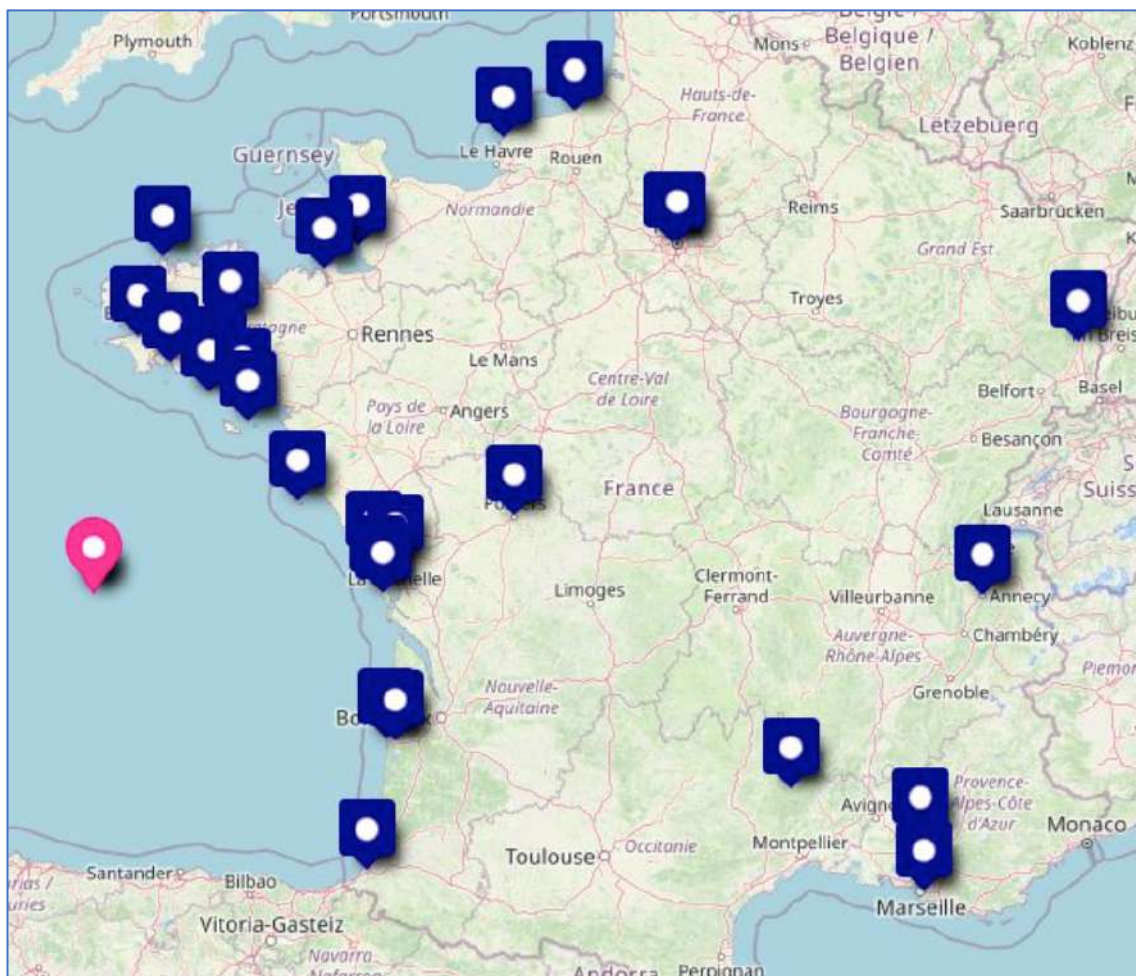 Portsmouth
België /
Plymouth
Mons
Belgique /
Belgien
Koblenz
Hauts-de-
France
Lëtzebuerg
Guernsey
Le Havre
Rouen
Normandie
Reims
Saarbrücken
Grand Est
Troyes
Rennes
Le Mans
Centre-Val
de Loire
Belfort
Basel
Pays de
la Loire
Angers
Bourgogne-
Franche-
Comté
Besançon
France
Suisse
Lausanne
Limoges
Clermont-
Ferrand
Villeurbanne
Annecy
Auvergne-
Rhône-Alpes
Chambéry
Grenoble
Nouvelle-
Aquitaine
Provence-
Alpes-Côte
d'Azur
Monaco
Toulouse
Occitanie
Montpellier
Santander
Bilbao
Marseille
Vitoria-Gasteiz
Navarra
Andorra
Perpignan